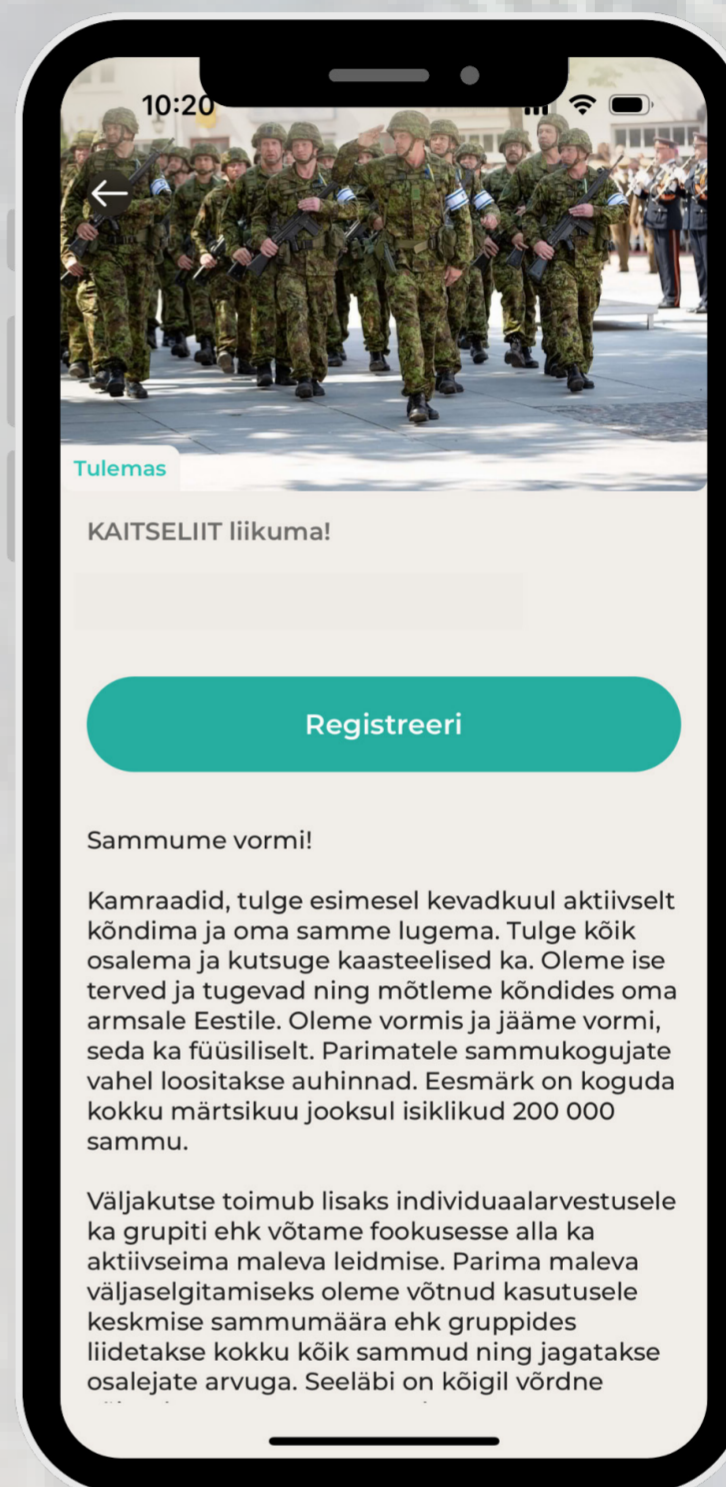 10:20
Tulemas
KAITSELIIT liikuma!
Registreeri
Sammume vormi!
Kamraadid, tulge esimesel kevadkuul aktiivselt
kõndima ja oma samme lugema. Tulge kõik
osalema ja kutsuge kaasteelised ka. Oleme ise
terved ja tugevad ning mõtleme kõndides oma
armsale Eestile. Oleme vormis ja jääme vormi,
seda ka füüsiliselt. Parimatele sammukogujate
vahel loositakse auhinnad. Eesmärk on koguda
kokku märtsikuu jooksul isiklikud 200 000
sammu.
Väljakutse toimub lisaks individuaalarvestusele
ka grupiti ehk võtame fookusesse alla ka
aktiivseima maleva leidmise. Parima maleva
väljaselgitamiseks oleme võtnud kasutusele
keskmise sammumäära ehk gruppides
liidetakse kokku kõik sammud ning jagatakse
osalejate arvuga. Seeläbi on kõigil võrdne